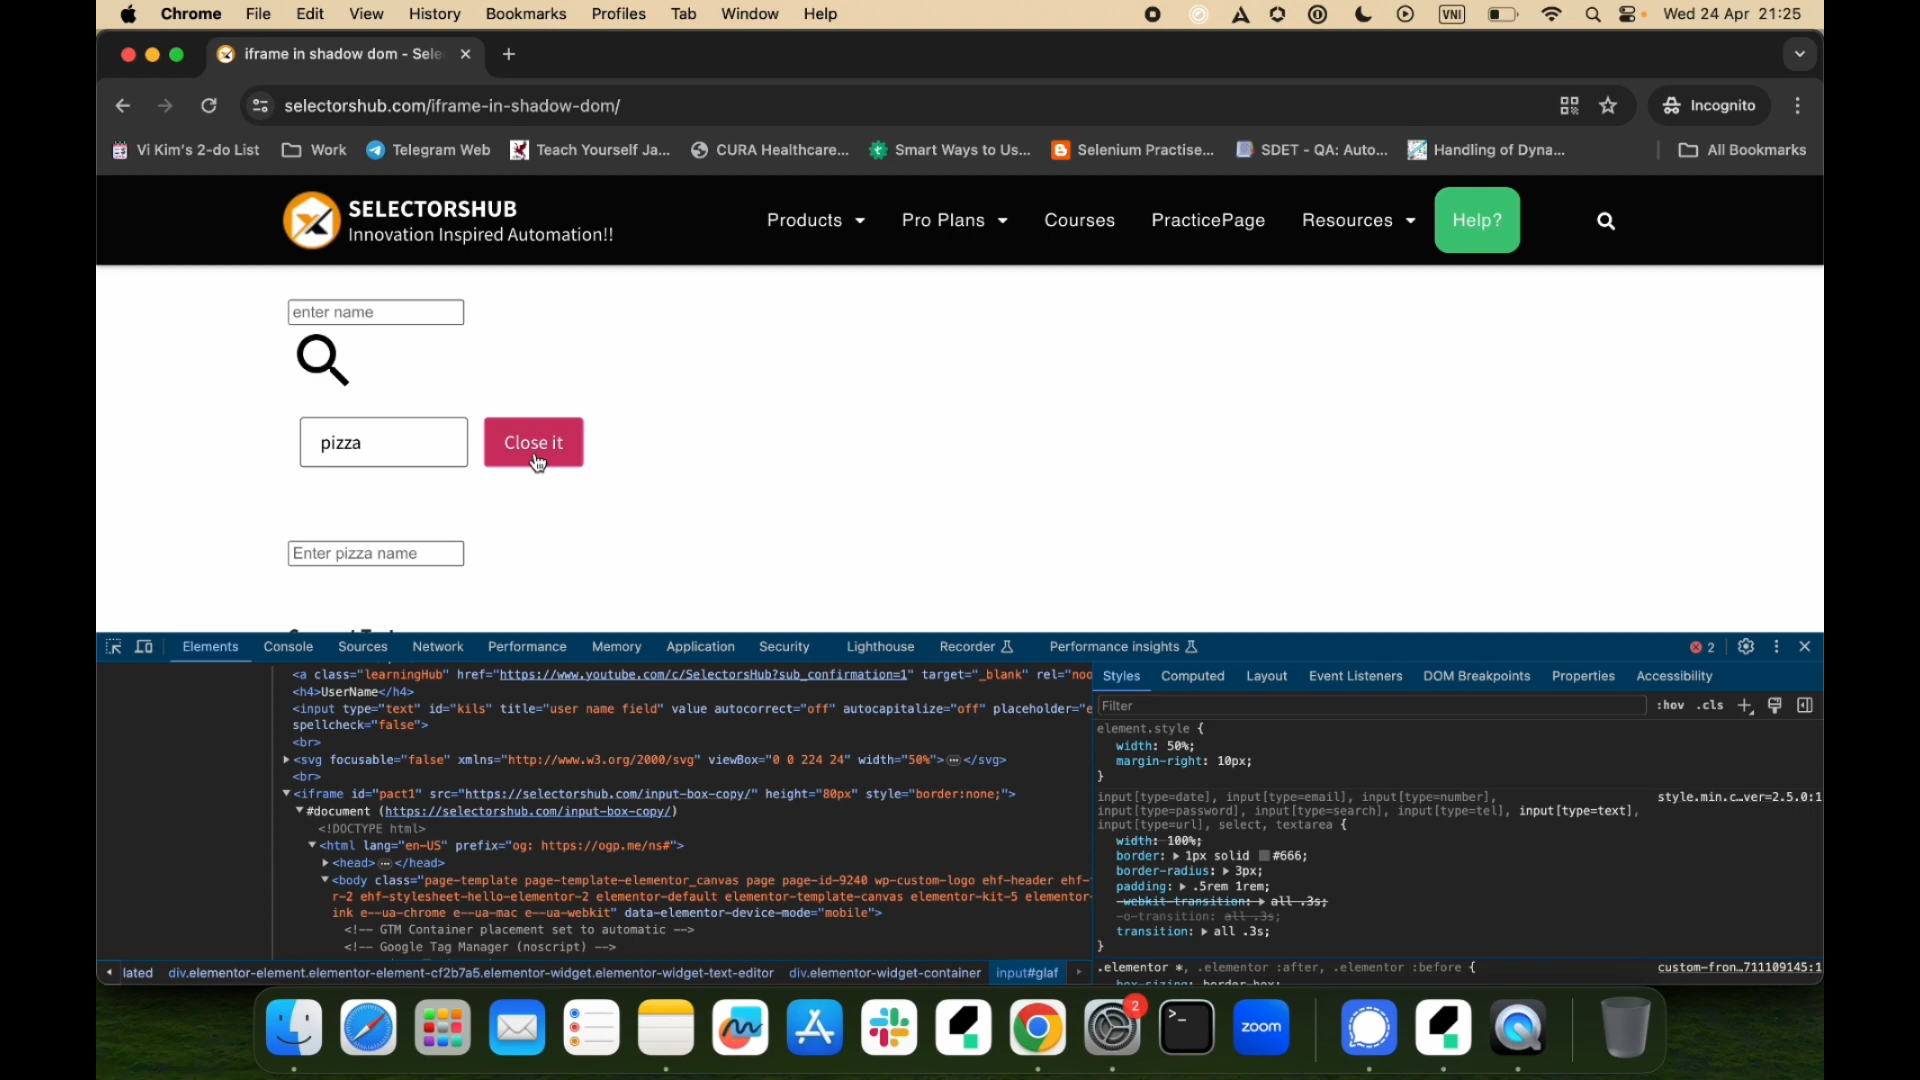 Chrome File Edit View History Bookmarks Profiles Tab Window Help VNI Wed 24 Apr 21:25
iframe in shadow dom - Sele
selectorshub.com/iframe-in-shadow-dom/ Incognito
Vi Kim's 2-do List Work Telegram Web Teach Yourself Ja... CURA Healthcare... Smart Ways to Us... Selenium Practise... SDET - QA: Auto... Handling of Dyna... All Bookmarks
SELECTORSHUB
Innovation Inspired Automation!!
Products Pro Plans Courses PracticePage Resources Help?
enter name
pizza Close it
Enter pizza name
Elements Console Sources Network Performance Memory Application Security Lighthouse Recorder Performance insights 2
<a class="learningHub" href="https://www.youtube.com/c/SelectorsHub?sub_confirmation=1" target="_blank" rel="noo
<h4>UserName</h4>
<input type="text" id="kils" title="user name field" value autocorrect="off" autocapitalize="off" placeholder="e
spellcheck="false">
<br>
<svg focusable="false" xmlns="http://www.w3.org/2000/svg" viewBox="0 0 224 24" width="50%">…</svg>
<br>
<iframe id="pact1" src="https://selectorshub.com/input-box-copy/" height="80px" style="border:none;">
#document (https://selectorshub.com/input-box-copy/)
<!DOCTYPE html>
<html lang="en-US" prefix="og: https://ogp.me/ns#">
<head>…</head>
<body class="page-template page-template-elementor_canvas page page-id-9240 wp-custom-logo ehf-header ehf-
r-2 ehf-stylesheet-hello-elementor-2 elementor-default elementor-template-canvas elementor-kit-5 elementor-
ink e--ua-chrome e--ua-mac e--ua-webkit" data-elementor-device-mode="mobile">
<!-- GTM Container placement set to automatic -->
<!-- Google Tag Manager (noscript) -->
lated div.elementor-element.elementor-element-cf2b7a5.elementor-widget.elementor-widget-text-editor div.elementor-widget-container input#glaf
Styles Computed Layout Event Listeners DOM Breakpoints Properties Accessibility
Filter :hov .cls
element.style {
width: 50%;
margin-right: 10px;
}
input[type=date], input[type=email], input[type=number], style.min.c…ver=2.5.0:1
input[type=password], input[type=search], input[type=tel], input[type=text],
input[type=url], select, textarea {
width: 100%;
border: 1px solid #666;
border-radius: 3px;
padding: .5rem 1rem;
-webkit-transition: all .3s;
-o-transition: all .3s;
transition: all .3s;
}
.elementor *, .elementor :after, .elementor :before { custom-fron…711109145:1
box-sizing: border-box;
2
zoom